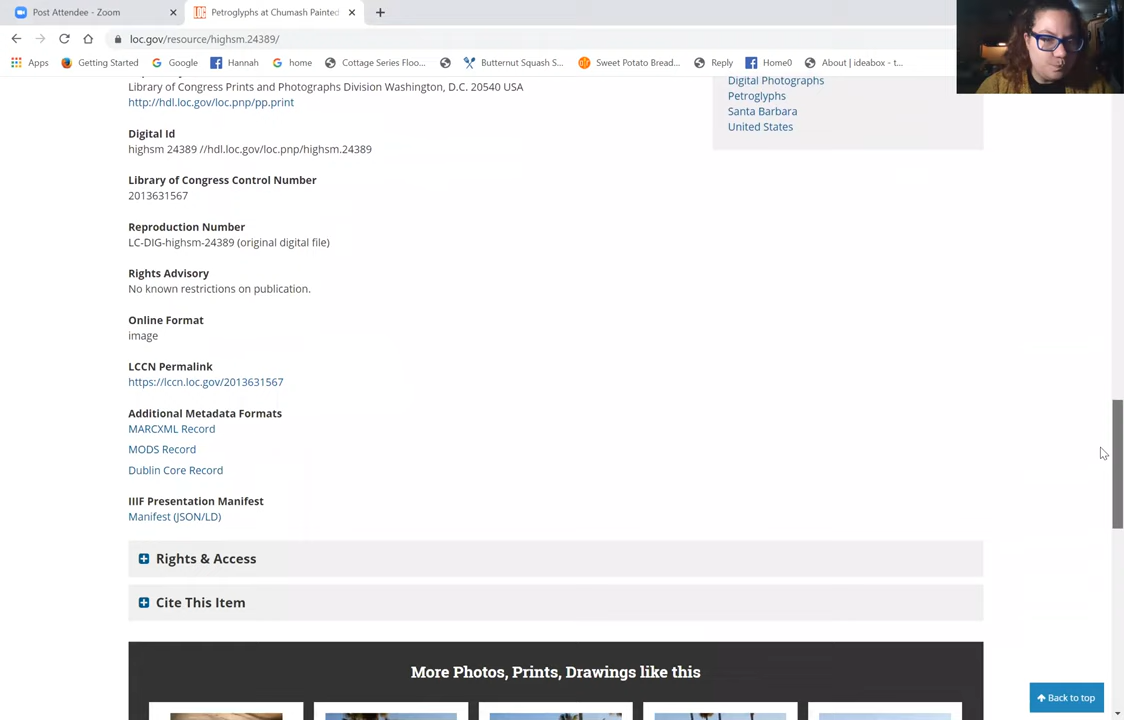 Post Attendee - Zoom
Petroglyphs at Chumash Painted
loc.gov/resource/highsm.24389/
Apps
Getting Started
Google
Hannah
home
Cottage Series Floo...
Butternut Squash S...
Sweet Potato Bread...
Reply
Home0
About | ideabox - t...
Library of Congress Prints and Photographs Division Washington, D.C. 20540 USA
http://hdl.loc.gov/loc.pnp/pp.print
Digital Id
highsm 24389 //hdl.loc.gov/loc.pnp/highsm.24389
Library of Congress Control Number
2013631567
Reproduction Number
LC-DIG-highsm-24389 (original digital file)
Rights Advisory
No known restrictions on publication.
Online Format
image
LCCN Permalink
https://lccn.loc.gov/2013631567
Additional Metadata Formats
MARCXML Record
MODS Record
Dublin Core Record
IIIF Presentation Manifest
Manifest (JSON/LD)
Digital Photographs
Petroglyphs
Santa Barbara
United States
Rights & Access
Cite This Item
More Photos, Prints, Drawings like this
Back to top